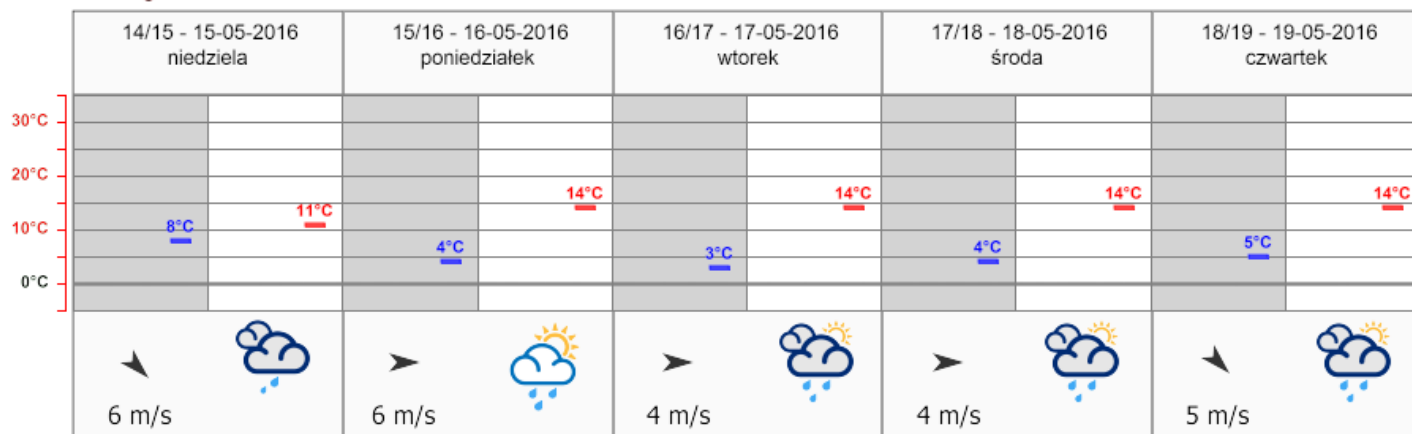 14/15 - 15-05-2016
niedziela
15/16 - 16-05-2016
poniedziałek
16/17 - 17-05-2016
wtorek
17/18 - 18-05-2016
środa
18/19 - 19-05-2016
czwartek
30°C
20°C
10°C
0°C
8°C
11°C
4°C
14°C
3°C
14°C
4°C
14°C
5°C
14°C
6 m/s
6 m/s
4 m/s
4 m/s
5 m/s